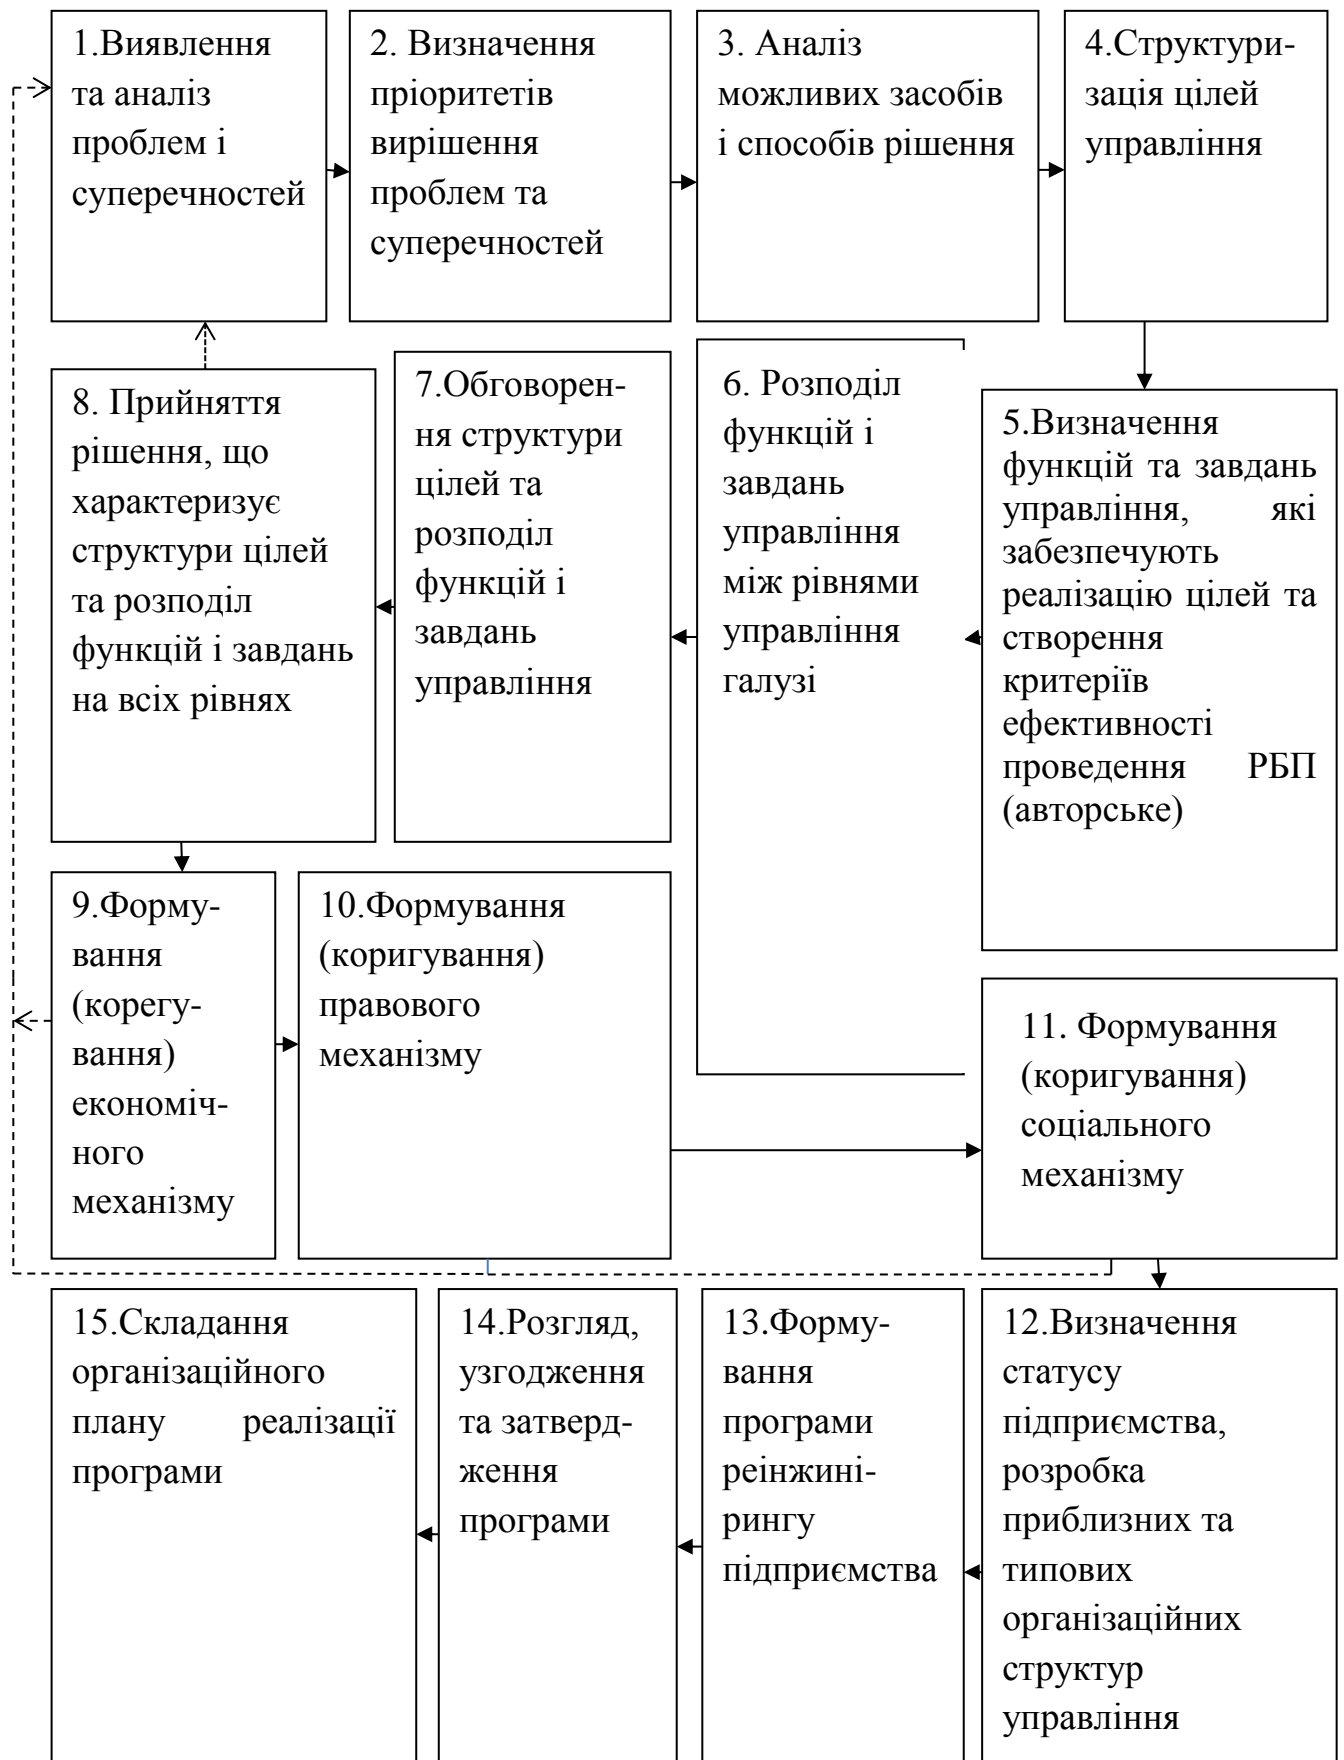 1.Виявлення
та аналіз
проблем і
суперечностей
2. Визначення
пріоритетів
вирішення
проблем та
суперечностей
3. Аналіз
можливих засобів
і способів рішення
4.Структури-
зація цілей
управління
5.Визначення
функцій та завдань
управління, які
забезпечують
реалізацію цілей та
створення
критеріїв
ефективності
проведення РБП
(авторське)
6. Розподіл
функцій і
завдань
управління
між рівнями
управління
галузі
7.Обговорен-
ня структури
цілей та
розподіл
функцій і
завдань
управління
8. Прийняття
рішення, що
характеризує
структури цілей
та розподіл
функцій і завдань
на всіх рівнях
9.Форму-
вання
(корегу-
вання)
економіч-
ного
механізму
10.Формування
(коригування)
правового
механізму
11. Формування
(коригування)
соціального
механізму
12.Визначення
статусу
підприємства,
розробка
приблизних та
типових
організаційних
структур
управління
13.Форму-
вання
програми
реінжині-
рингу
підприємства
14.Розгляд,
узгодження
та затверд-
ження
програми
15.Складання
організаційного
плану реалізації
програми